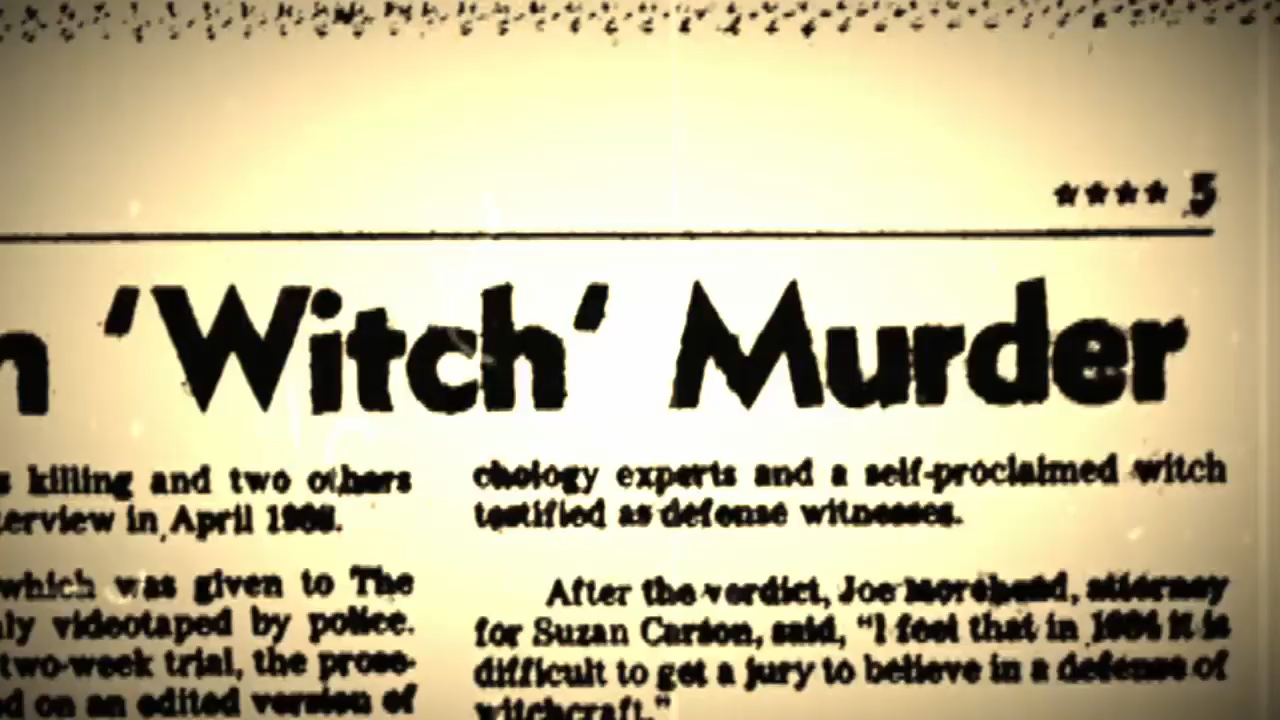 **** 5
n 'Witch' Murder
s killing and two others
terview in April
which was given to The
ly videotaped by police.
two-week trial, the prose-
d on an edited version of
chology experts and a self-proclaimed witch
testified as defense witnesses.
After the verdict, Joe Morehead, attorney
for Suzan Carson, said, "I feel that in 1984 it is
difficult to get a jury to believe in a defense of
witchcraft."